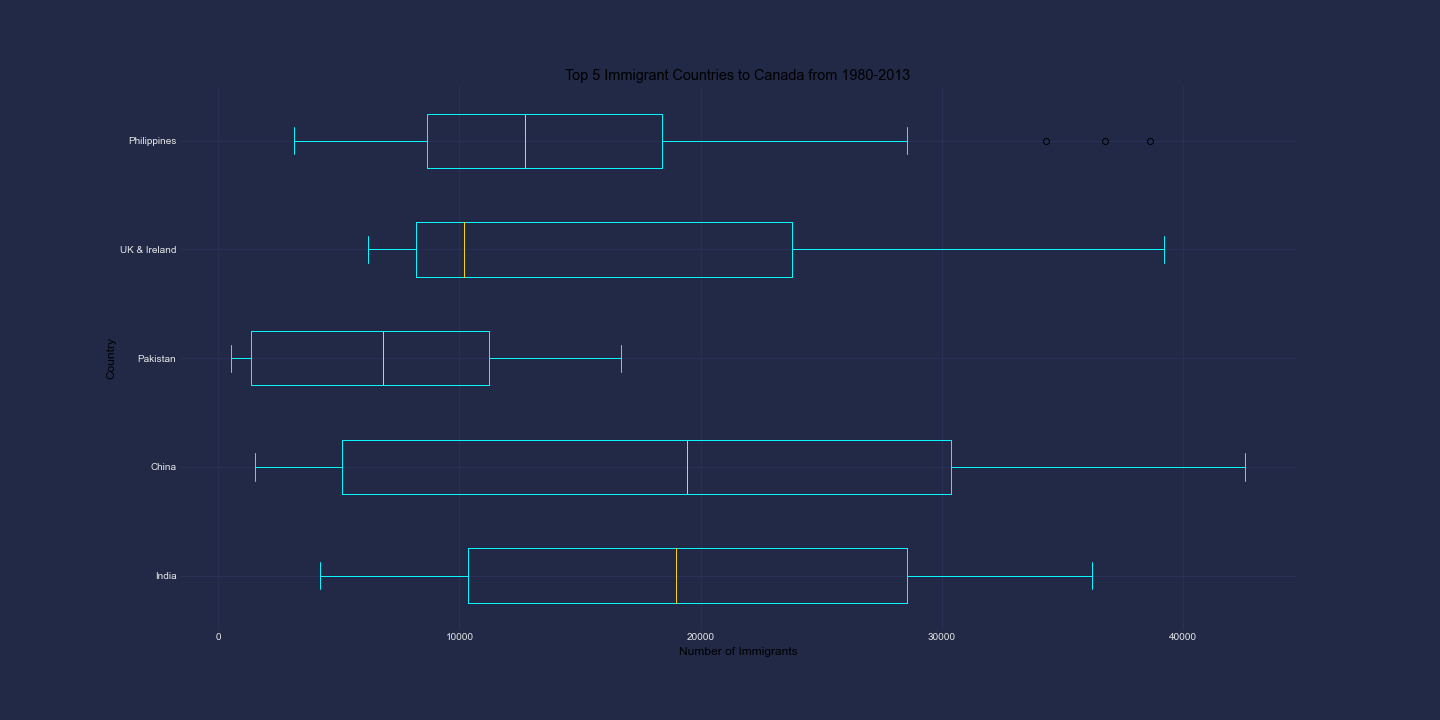 Top 5 Immigrant Countries to Canada from 1980-2013
Philippines
UK & Ireland
Pakistan
China
India
Country
0 10000 20000 30000 40000
Number of Immigrants